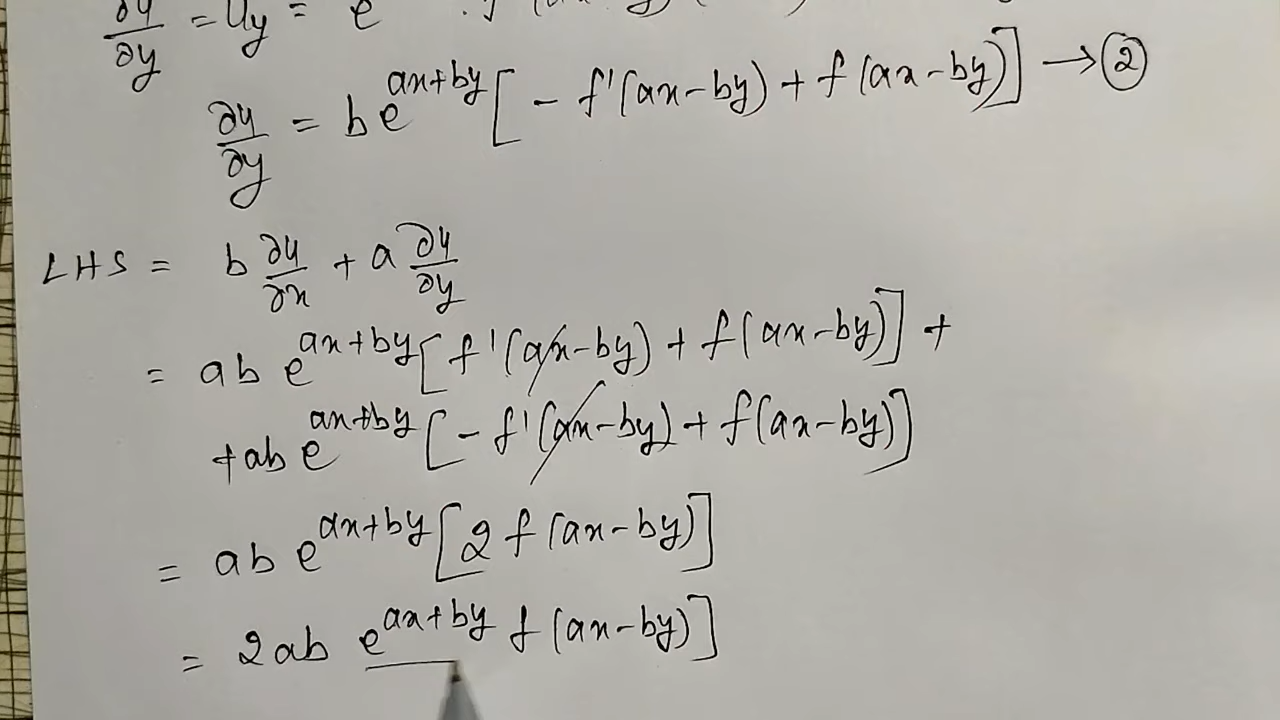 ∂u/∂y = Uy = e
∂u/∂y = b e^(ax+by) [ - f'(ax-by) + f(ax-by)] → ②
LHS = b ∂u/∂x + a ∂u/∂y
= ab e^(ax+by) [ f'(ax-by) + f(ax-by)] +
+ab e^(ax+by) [ - f'(ax-by) + f(ax-by)]
= ab e^(ax+by) [2 f (ax-by)]
= 2ab e^(ax+by) f (ax-by)]